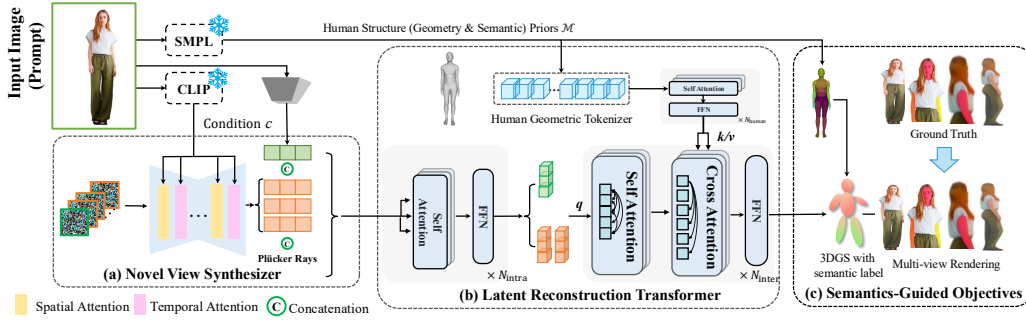 Input Image
(Prompt)
SMPL
CLIP
Condition c
Human Structure (Geometry & Semantic) Priors ℳ
C
C
Plücker Rays
(a) Novel View Synthesizer
Spatial Attention
Temporal Attention
C Concatenation
Human Geometric Tokenizer
Self Attention
FFN
× N_human
k/v
Self
Attention
FFN
× N_intra
q
Self Attention
Cross Attention
FFN
× N_inter
(b) Latent Reconstruction Transformer
Ground Truth
3DGS with
semantic label
Multi-view Rendering
(c) Semantics-Guided Objectives